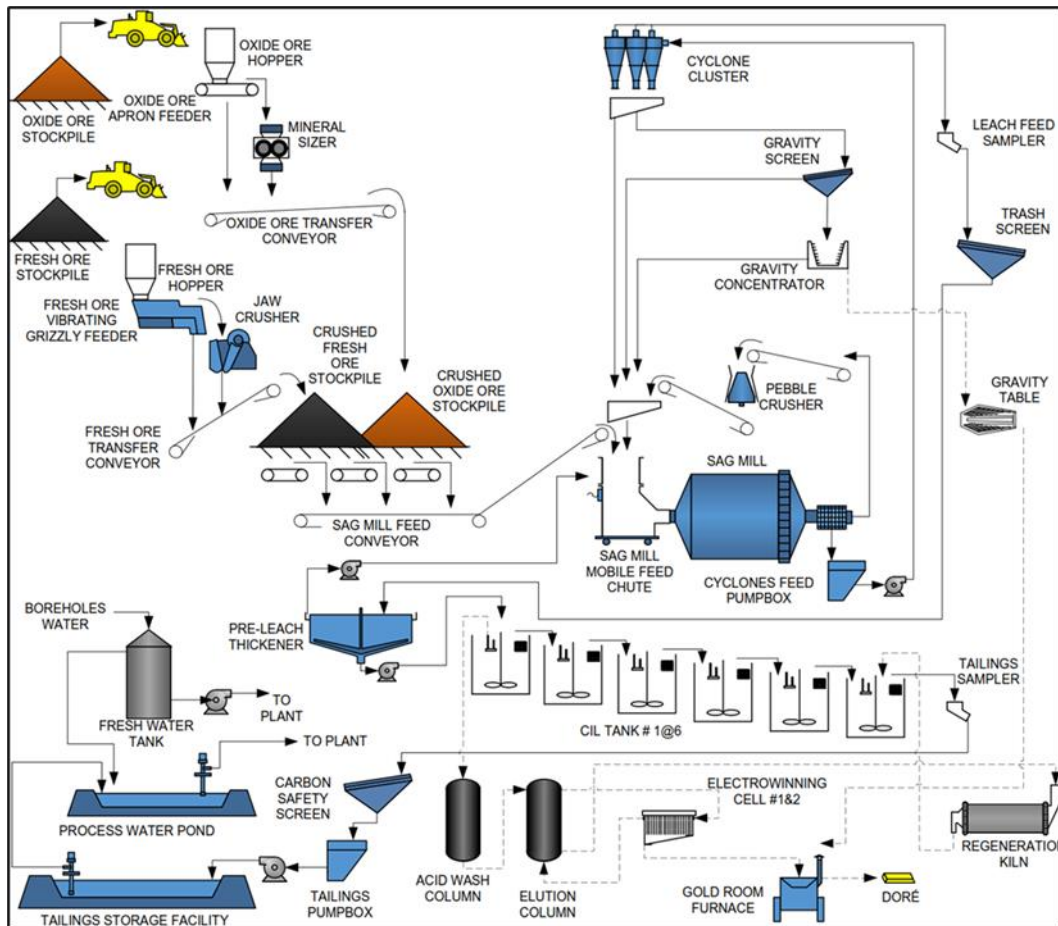 OXIDE ORE
HOPPER
OXIDE ORE
APRON FEEDER
OXIDE ORE
STOCKPILE
MINERAL
SIZER
CYCLONE
CLUSTER
LEACH FEED
SAMPLER
GRAVITY
SCREEN
TRASH
SCREEN
OXIDE ORE TRANSFER
CONVEYOR
FRESH ORE
STOCKPILE
FRESH ORE
HOPPER
FRESH ORE
VIBRATING
GRIZZLY FEEDER
JAW
CRUSHER
GRAVITY
CONCENTRATOR
CRUSHED
FRESH
ORE
STOCKPILE
CRUSHED
OXIDE ORE
STOCKPILE
PEBBLE
CRUSHER
GRAVITY
TABLE
FRESH ORE
TRANSFER
CONVEYOR
SAG MILL
SAG MILL FEED
CONVEYOR
SAG MILL
MOBILE FEED
CHUTE
CYCLONES FEED
PUMPBOX
BOREHOLES
WATER
PRE-LEACH
THICKENER
TAILINGS
SAMPLER
TO
PLANT
FRESH WATER
TANK
CIL TANK # 1@6
TO PLANT
CARBON
SAFETY
SCREEN
ELECTROWINNING
CELL #1&2
PROCESS WATER POND
REGENERATION
KILN
TAILINGS
PUMPBOX
ACID WASH
COLUMN
ELUTION
COLUMN
GOLD ROOM
FURNACE
DORÉ
TAILINGS STORAGE FACILITY